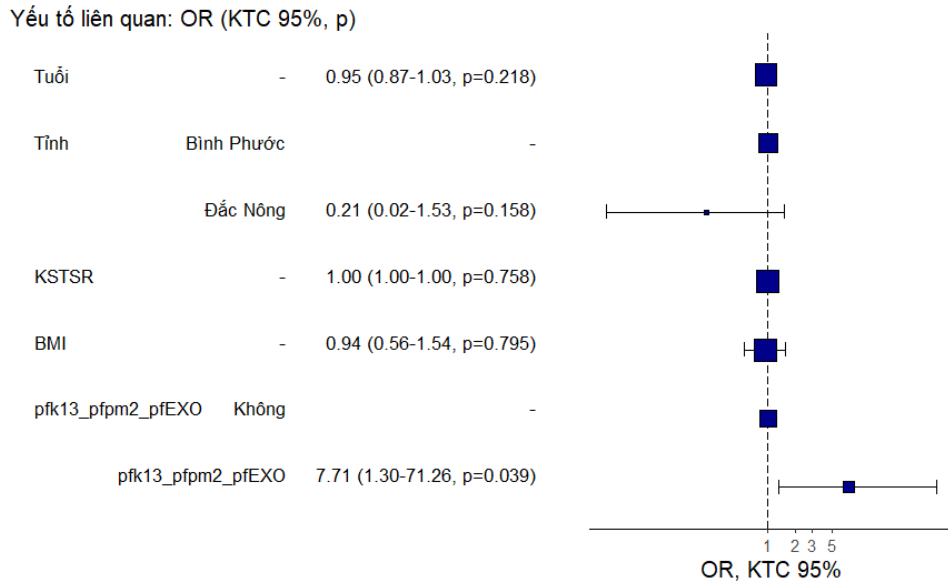 Yếu tố liên quan: OR (KTC 95%, p)
Tuổi - 0.95 (0.87-1.03, p=0.218)
Tỉnh Bình Phước -
Đắc Nông 0.21 (0.02-1.53, p=0.158)
KSTSR - 1.00 (1.00-1.00, p=0.758)
BMI - 0.94 (0.56-1.54, p=0.795)
pfk13_pfpm2_pfEXO Không -
pfk13_pfpm2_pfEXO 7.71 (1.30-71.26, p=0.039)
1 2 3 5
OR, KTC 95%